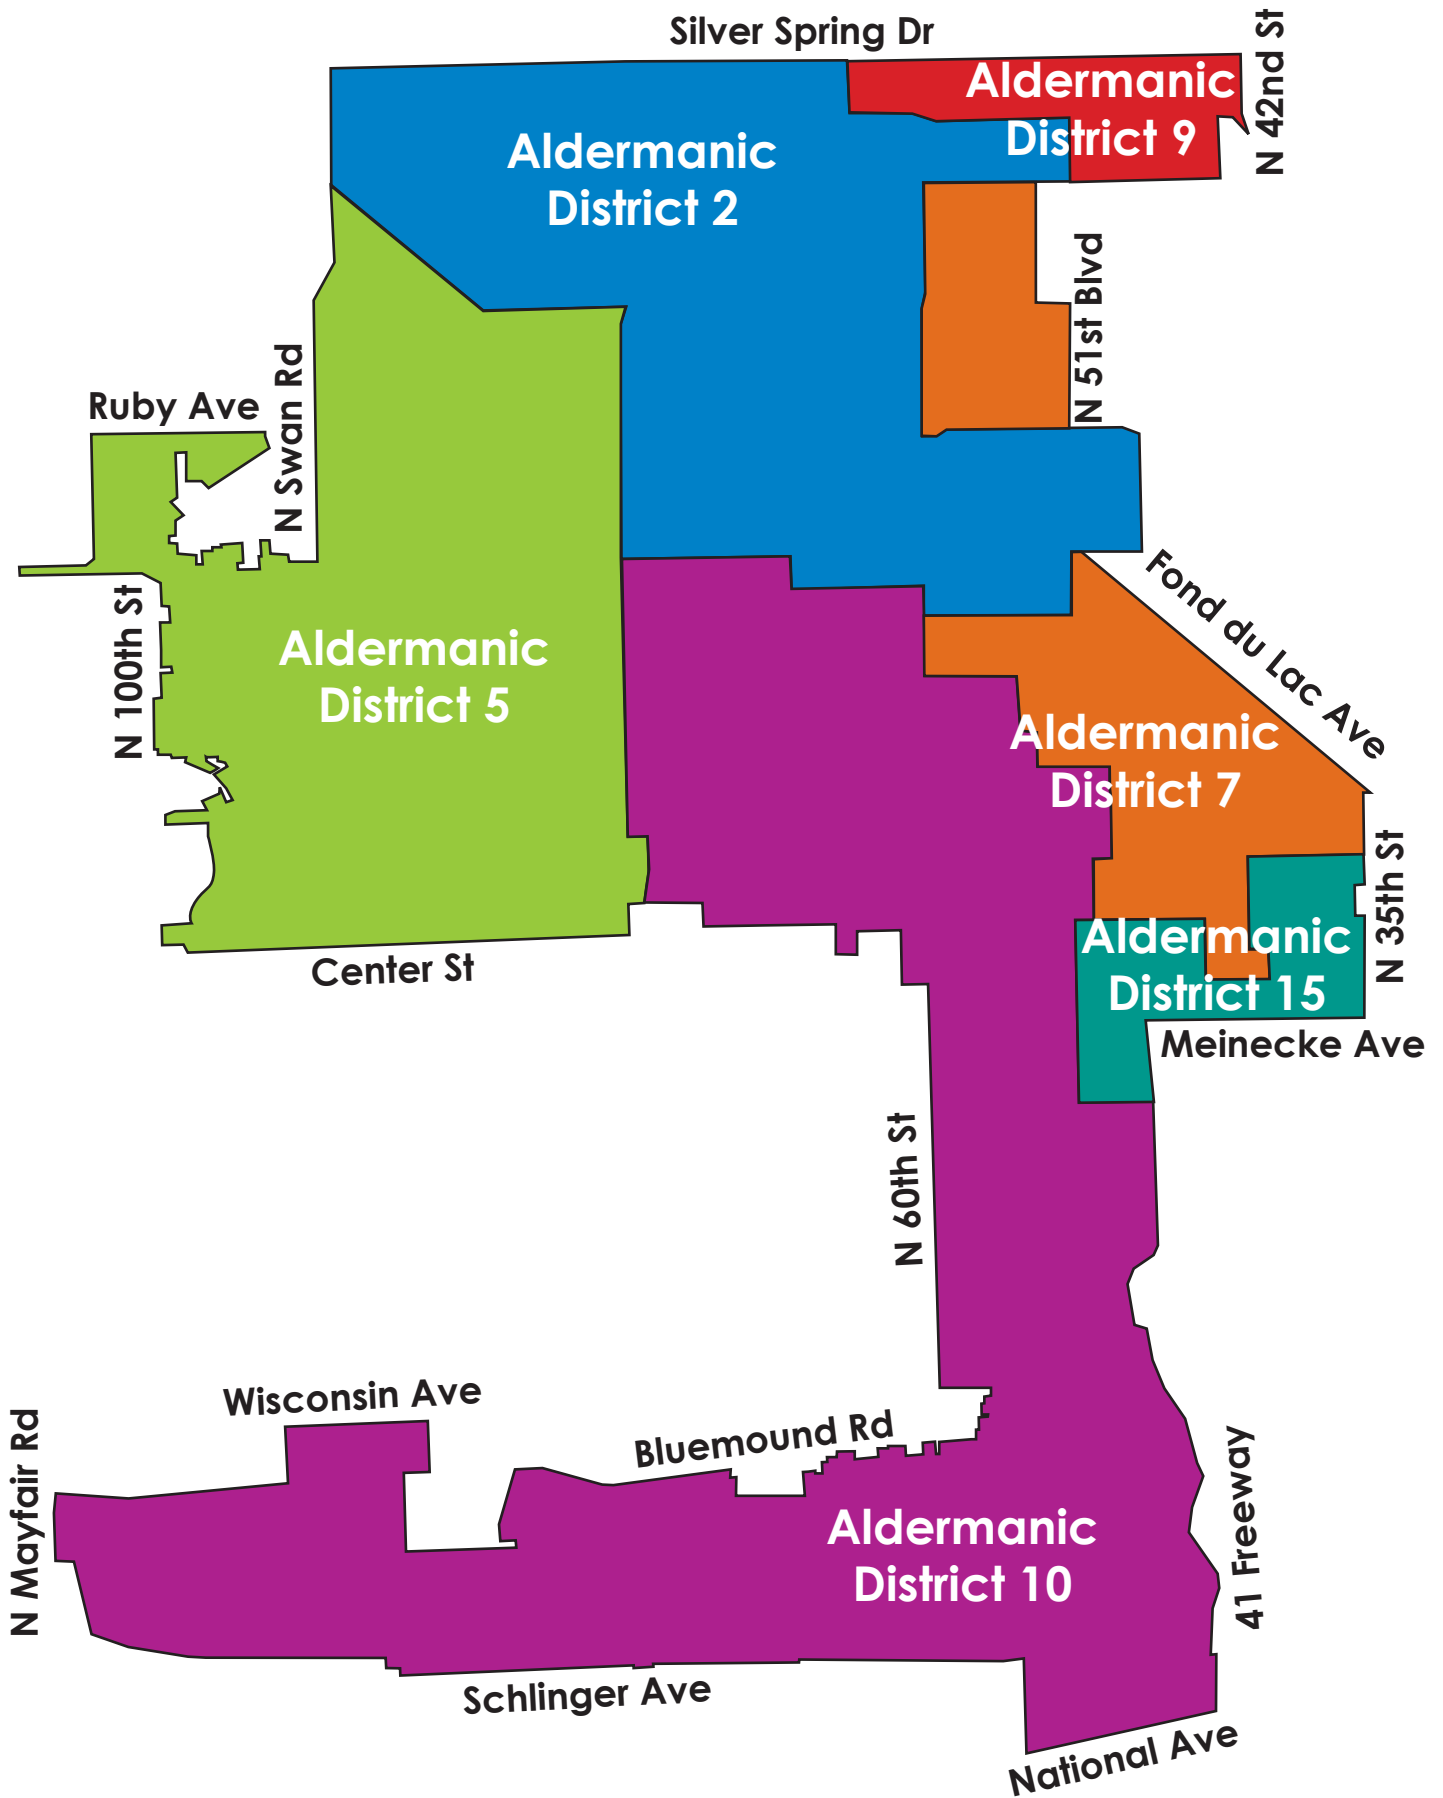 Silver Spring Dr
N 42nd St
Aldermanic
District 9
Aldermanic
District 2
N 51st Blvd
N Swan Rd
Ruby Ave
N 100th St
Fond du Lac Ave
Aldermanic
District 5
Aldermanic
District 7
N 35th St
Aldermanic
District 15
Center St
Meinecke Ave
N 60th St
Wisconsin Ave
N Mayfair Rd
Bluemound Rd
41 Freeway
Aldermanic
District 10
Schlinger Ave
National Ave